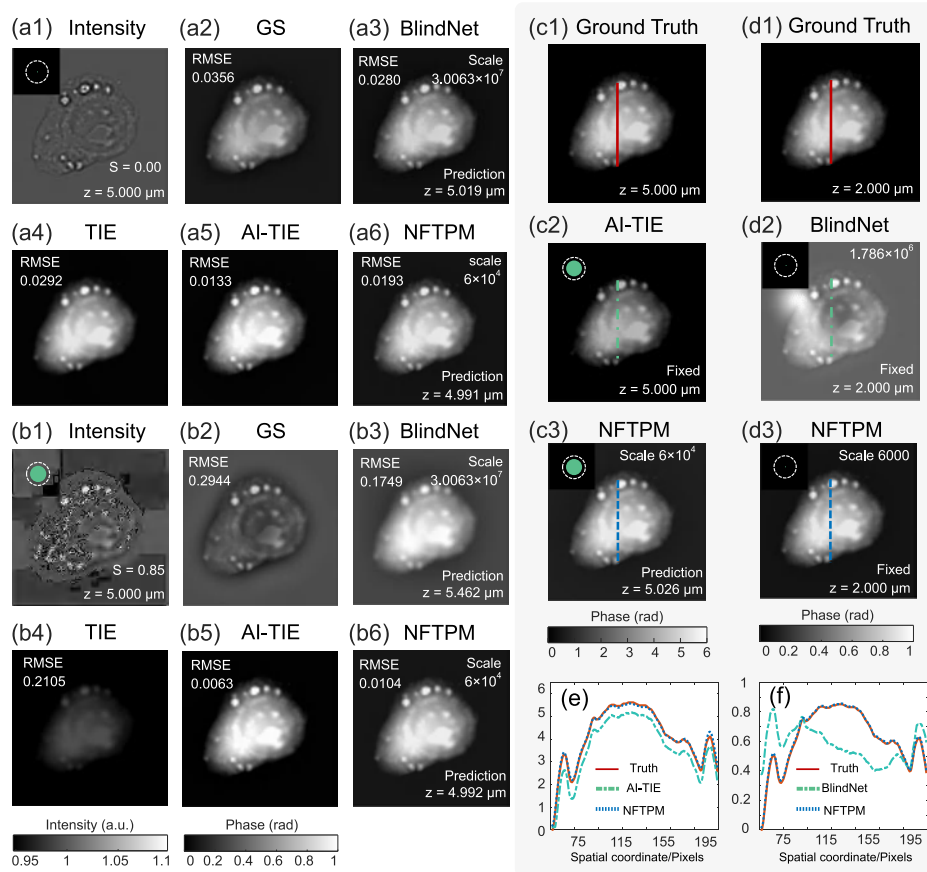 (a1) Intensity
S = 0.00
z = 5.000 μm
(a2) GS
RMSE
0.0356
(a3) BlindNet
RMSE
0.0280
Scale
3.0063×10⁷
Prediction
z = 5.019 μm
(a4) TIE
RMSE
0.0292
(a5) AI-TIE
RMSE
0.0133
(a6) NFTPM
RMSE
0.0193
scale
6×10⁴
Prediction
z = 4.991 μm
(b1) Intensity
S = 0.85
z = 5.000 μm
(b2) GS
RMSE
0.2944
(b3) BlindNet
RMSE
0.1749
Scale
3.0063×10⁷
Prediction
z = 5.462 μm
(b4) TIE
RMSE
0.2105
(b5) AI-TIE
RMSE
0.0063
(b6) NFTPM
RMSE
0.0104
Scale
6×10⁴
Prediction
z = 4.992 μm
Intensity (a.u.)
0.95 1 1.05 1.1
Phase (rad)
0 0.2 0.4 0.6 0.8 1
(c1) Ground Truth
z = 5.000 μm
(d1) Ground Truth
z = 2.000 μm
(c2) AI-TIE
Fixed
z = 5.000 μm
(d2) BlindNet
1.786×10⁶
Fixed
z = 2.000 μm
(c3) NFTPM
Scale 6×10⁴
Prediction
z = 5.026 μm
(d3) NFTPM
Scale 6000
Fixed
z = 2.000 μm
Phase (rad)
0 1 2 3 4 5 6
Phase (rad)
0 0.2 0.4 0.6 0.8 1
(e)
6
5
4
3
2
1
0
Truth
AI-TIE
NFTPM
75 115 155 195
Spatial coordinate/Pixels
(f)
1
0.8
0.6
0.4
0.2
0
Truth
BlindNet
NFTPM
75 115 155 195
Spatial coordinate/Pixels